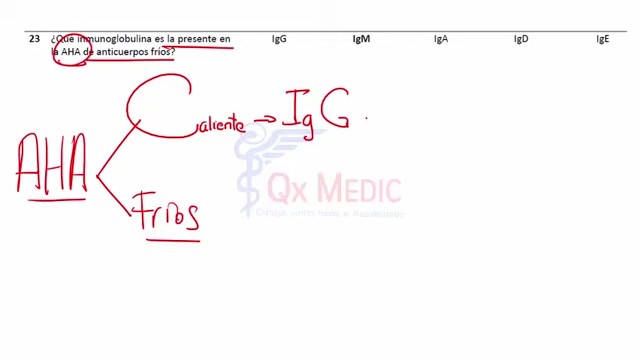 23 ¿Qué inmunoglobulina es la presente en la AHA de anticuerpos fríos? IgG IgM IgA IgD IgE
Caliente → IgG
AHA
Qx MEDIC
Fríos